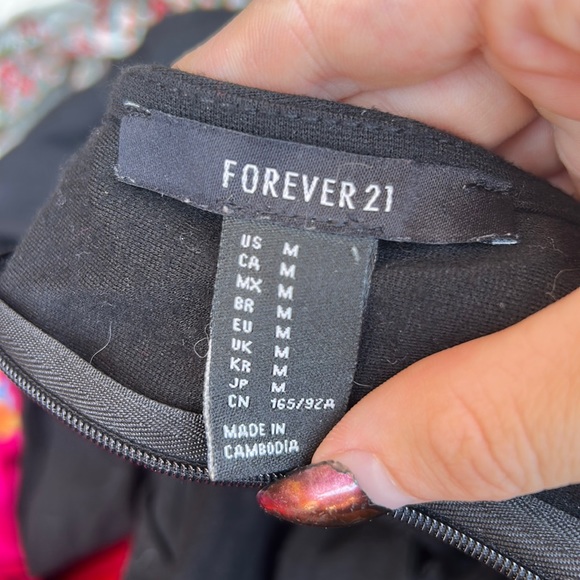 FOREVER 21
US M
CA M
MX M
BR M
EU M
UK M
KR M
JP M
CN 165/92A
MADE IN
CAMBODIA